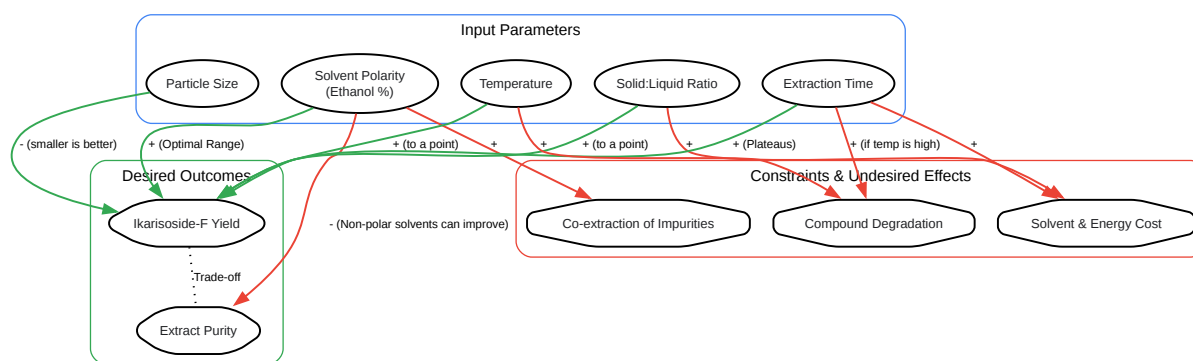 Input Parameters
Particle Size
Solvent Polarity
(Ethanol %)
Temperature
Solid:Liquid Ratio
Extraction Time
- (smaller is better)
+ (Optimal Range)
+ (to a point)
+
+
+ (to a point)
+
+ (Plateaus)
+ (if temp is high)
+
Desired Outcomes
Constraints & Undesired Effects
Ikarisoside-F Yield
- (Non-polar solvents can improve)
Co-extraction of Impurities
Compound Degradation
Solvent & Energy Cost
Trade-off
Extract Purity